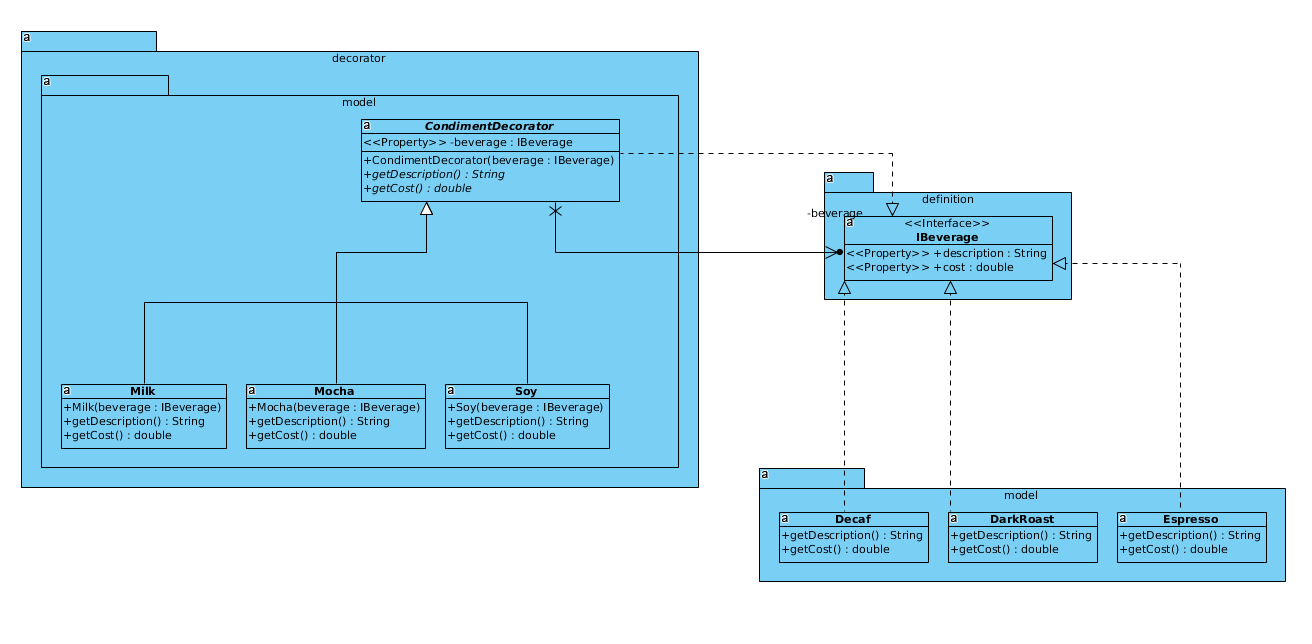 a
decorator
a
model
a
CondimentDecorator
<<Property>> -beverage : IBeverage
+CondimentDecorator(beverage : IBeverage)
+getDescription() : String
+getCost() : double
a
Milk
+Milk(beverage : IBeverage)
+getDescription() : String
+getCost() : double
a
Mocha
+Mocha(beverage : IBeverage)
+getDescription() : String
+getCost() : double
a
Soy
+Soy(beverage : IBeverage)
+getDescription() : String
+getCost() : double
a
definition
-beverage
a
<<Interface>>
IBeverage
<<Property>> +description : String
<<Property>> +cost : double
a
model
a
Decaf
+getDescription() : String
+getCost() : double
a
DarkRoast
+getDescription() : String
+getCost() : double
a
Espresso
+getDescription() : String
+getCost() : double